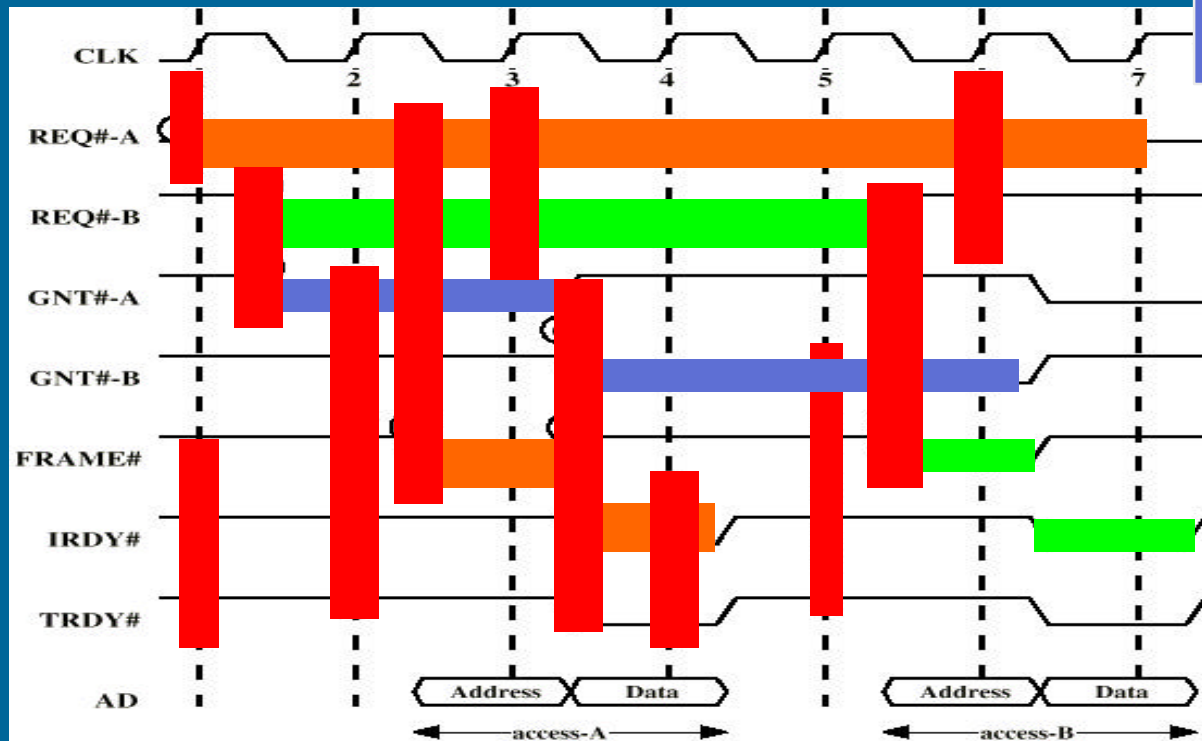 CLK
2 3 4 5 7
REQ#-A
REQ#-B
GNT#-A
GNT#-B
FRAME#
IRDY#
TRDY#
AD Address Data Address Data
access-A access-B